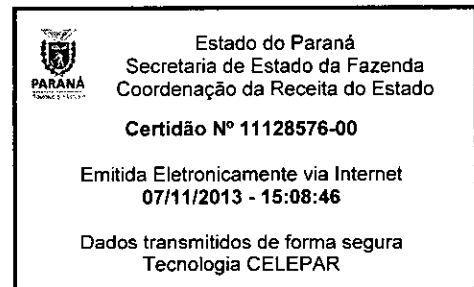 Estado do Paraná
Secretaria de Estado da Fazenda
PARANÁ
Coordenação da Receita do Estado
Certidão Nº 11128576-00
Emitida Eletronicamente via Internet
07/11/2013 - 15:08:46
Dados transmitidos de forma segura
Tecnologia CELEPAR